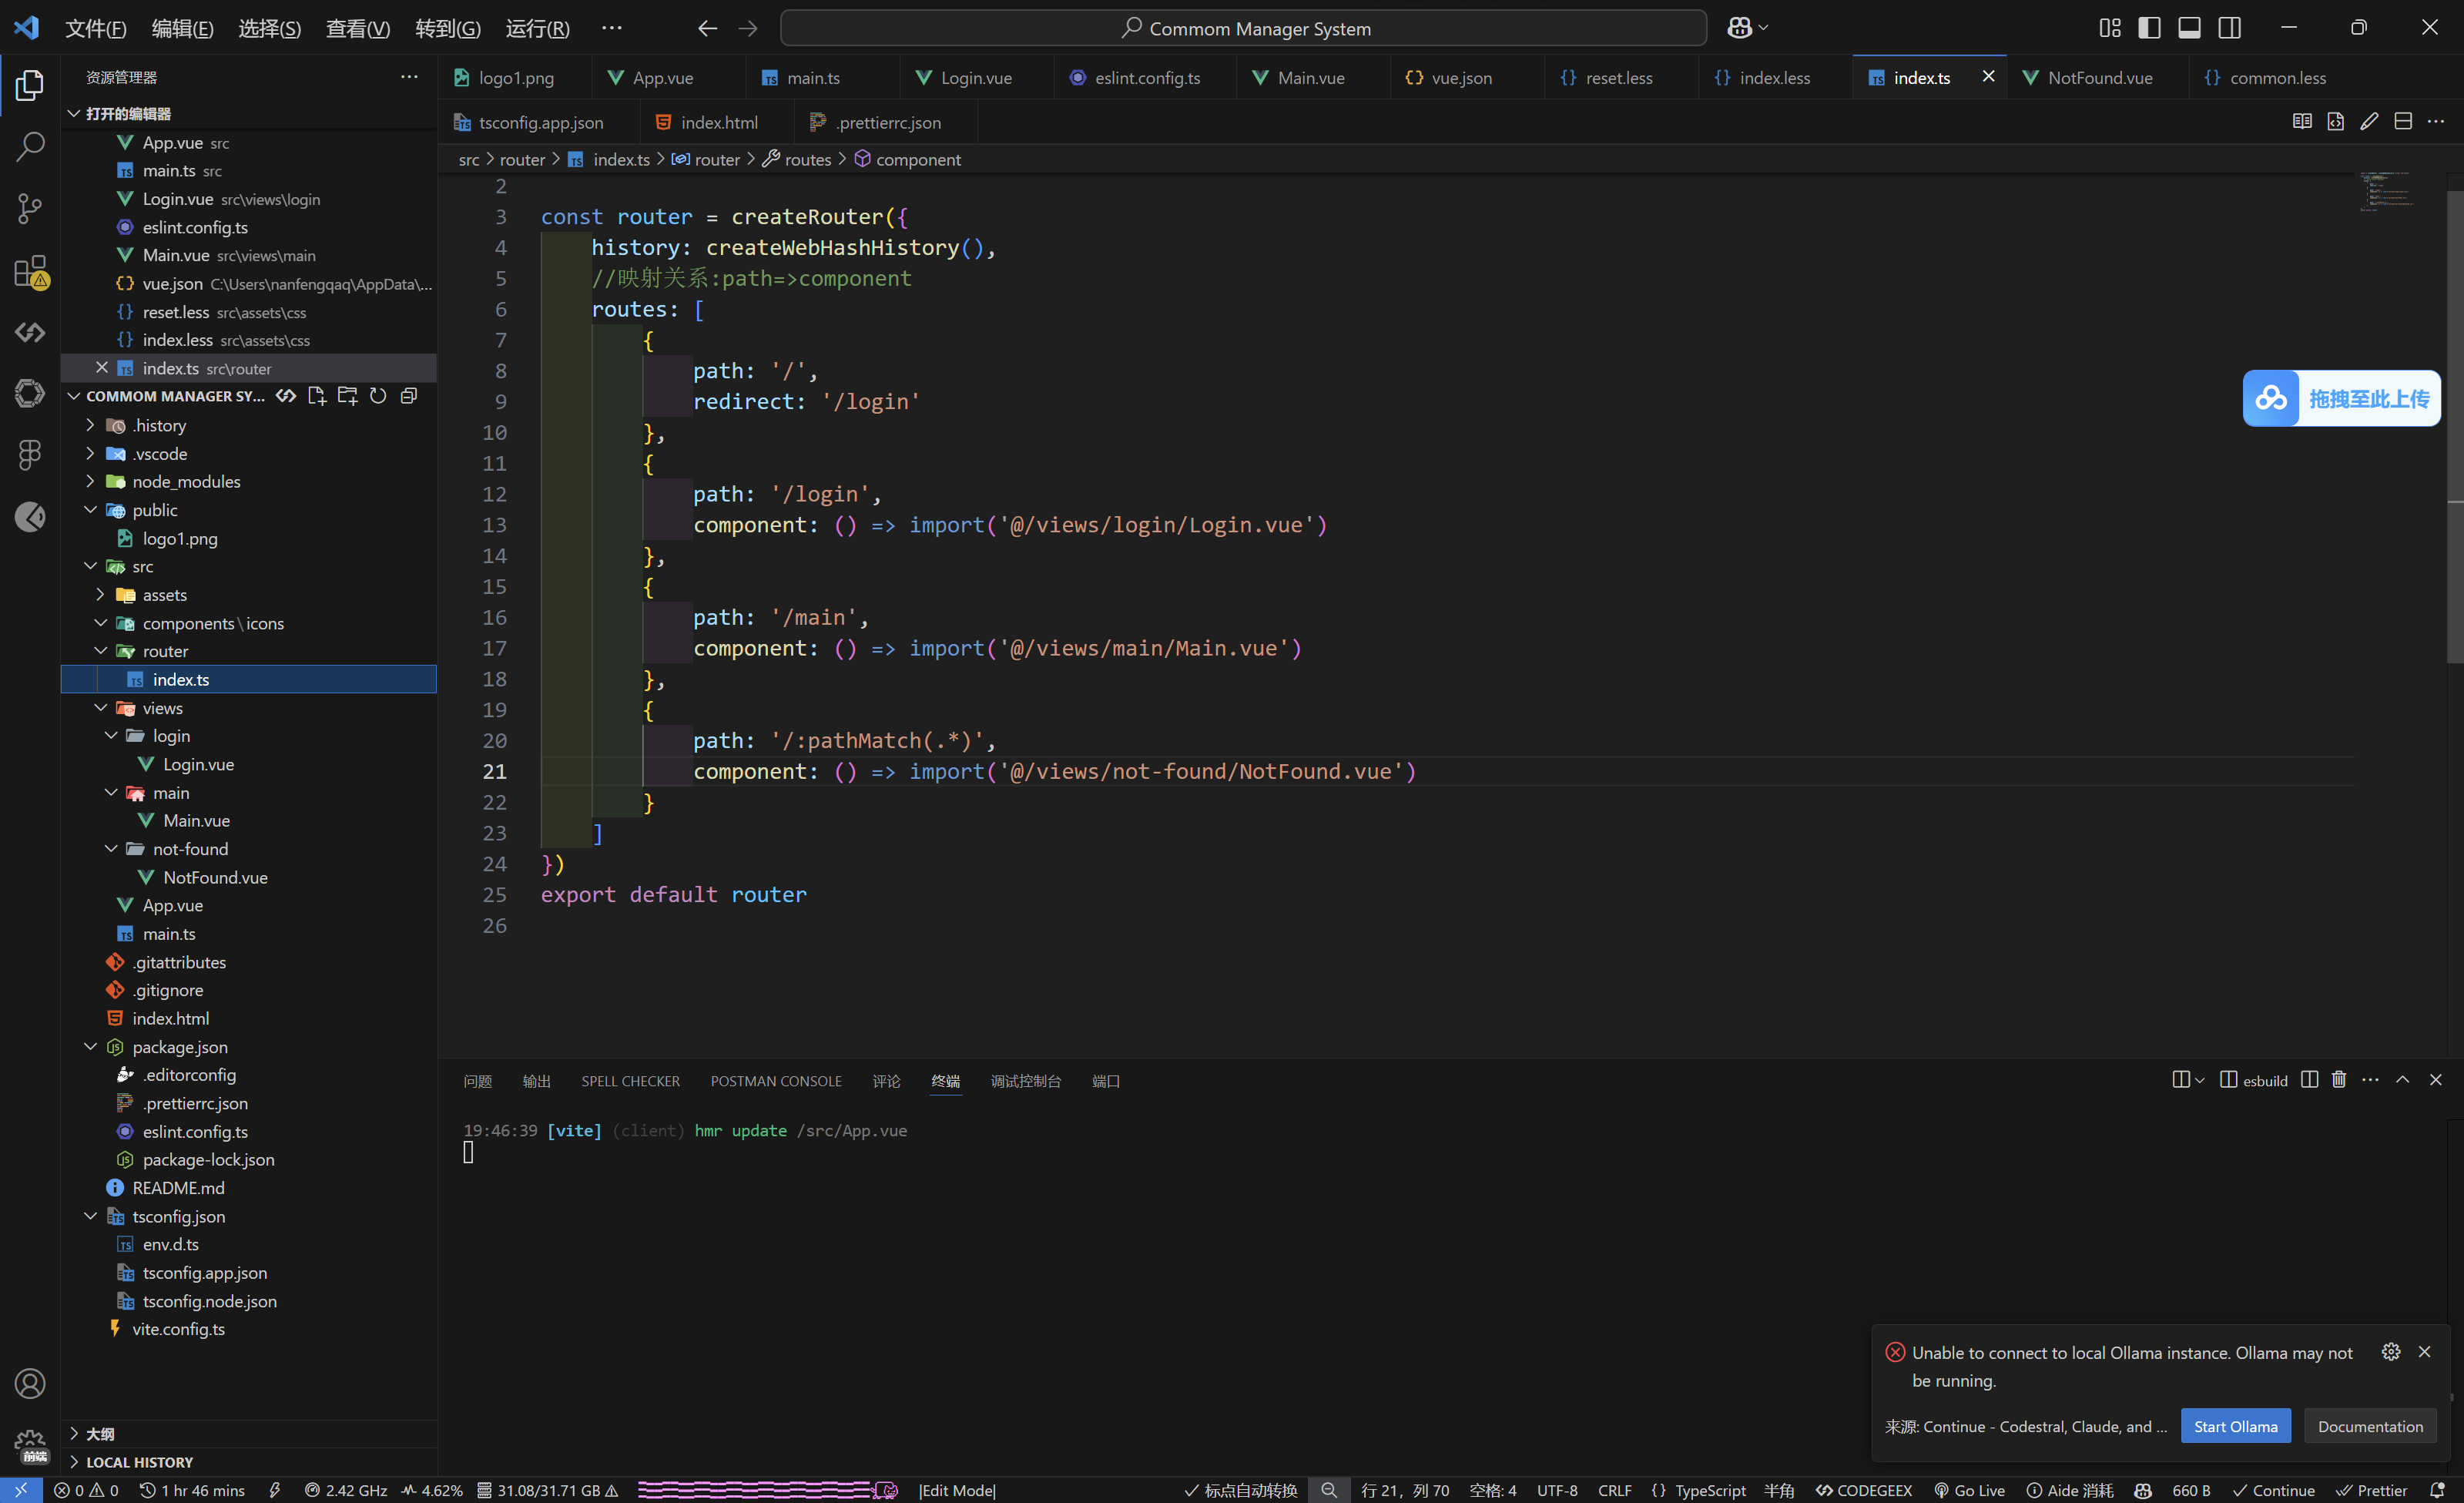 文件(F) 编辑(E) 选择(S) 查看(V) 转到(G) 运行(R) ··· Commom Manager System
资源管理器
logo1.png App.vue main.ts Login.vue eslint.config.ts Main.vue vue.json reset.less index.less index.ts NotFound.vue common.less
tsconfig.app.json index.html .prettierrc.json
src > router > index.ts > router > routes > component
打开的编辑器
App.vue src
main.ts src
Login.vue src\views\login
eslint.config.ts
Main.vue src\views\main
vue.json C:\Users\nanfengqaq\AppData\...
reset.less src\assets\css
index.less src\assets\css
index.ts src\router
COMMOM MANAGER SY...
.history
.vscode
node_modules
public
logo1.png
src
assets
components\icons
router
index.ts
views
login
Login.vue
main
Main.vue
not-found
NotFound.vue
App.vue
main.ts
.gitattributes
.gitignore
index.html
package.json
.editorconfig
.prettierrc.json
eslint.config.ts
package-lock.json
README.md
tsconfig.json
env.d.ts
tsconfig.app.json
tsconfig.node.json
vite.config.ts
大纲
LOCAL HISTORY
前端
2
3 const router = createRouter({
4 history: createWebHashHistory(),
5 //映射关系:path=>component
6 routes: [
7 {
8 path: '/',
9 redirect: '/login'
10 },
11 {
12 path: '/login',
13 component: () => import('@/views/login/Login.vue')
14 },
15 {
16 path: '/main',
17 component: () => import('@/views/main/Main.vue')
18 },
19 {
20 path: '/:pathMatch(.*)',
21 component: () => import('@/views/not-found/NotFound.vue')
22 }
23 ]
24 })
25 export default router
26
拖拽至此上传
问题 输出 SPELL CHECKER POSTMAN CONSOLE 评论 终端 调试控制台 端口 esbuild
19:46:39 [vite] (client) hmr update /src/App.vue
Unable to connect to local Ollama instance. Ollama may not
be running.
来源: Continue - Codestral, Claude, and ... Start Ollama Documentation
0 0 1 hr 46 mins 2.42 GHz 4.62% 31.08/31.71 GB |Edit Mode| 标点自动转换 行 21，列 70 空格: 4 UTF-8 CRLF {} TypeScript 半角 CODEGEEX Go Live Aide 消耗 660 B Continue Prettier